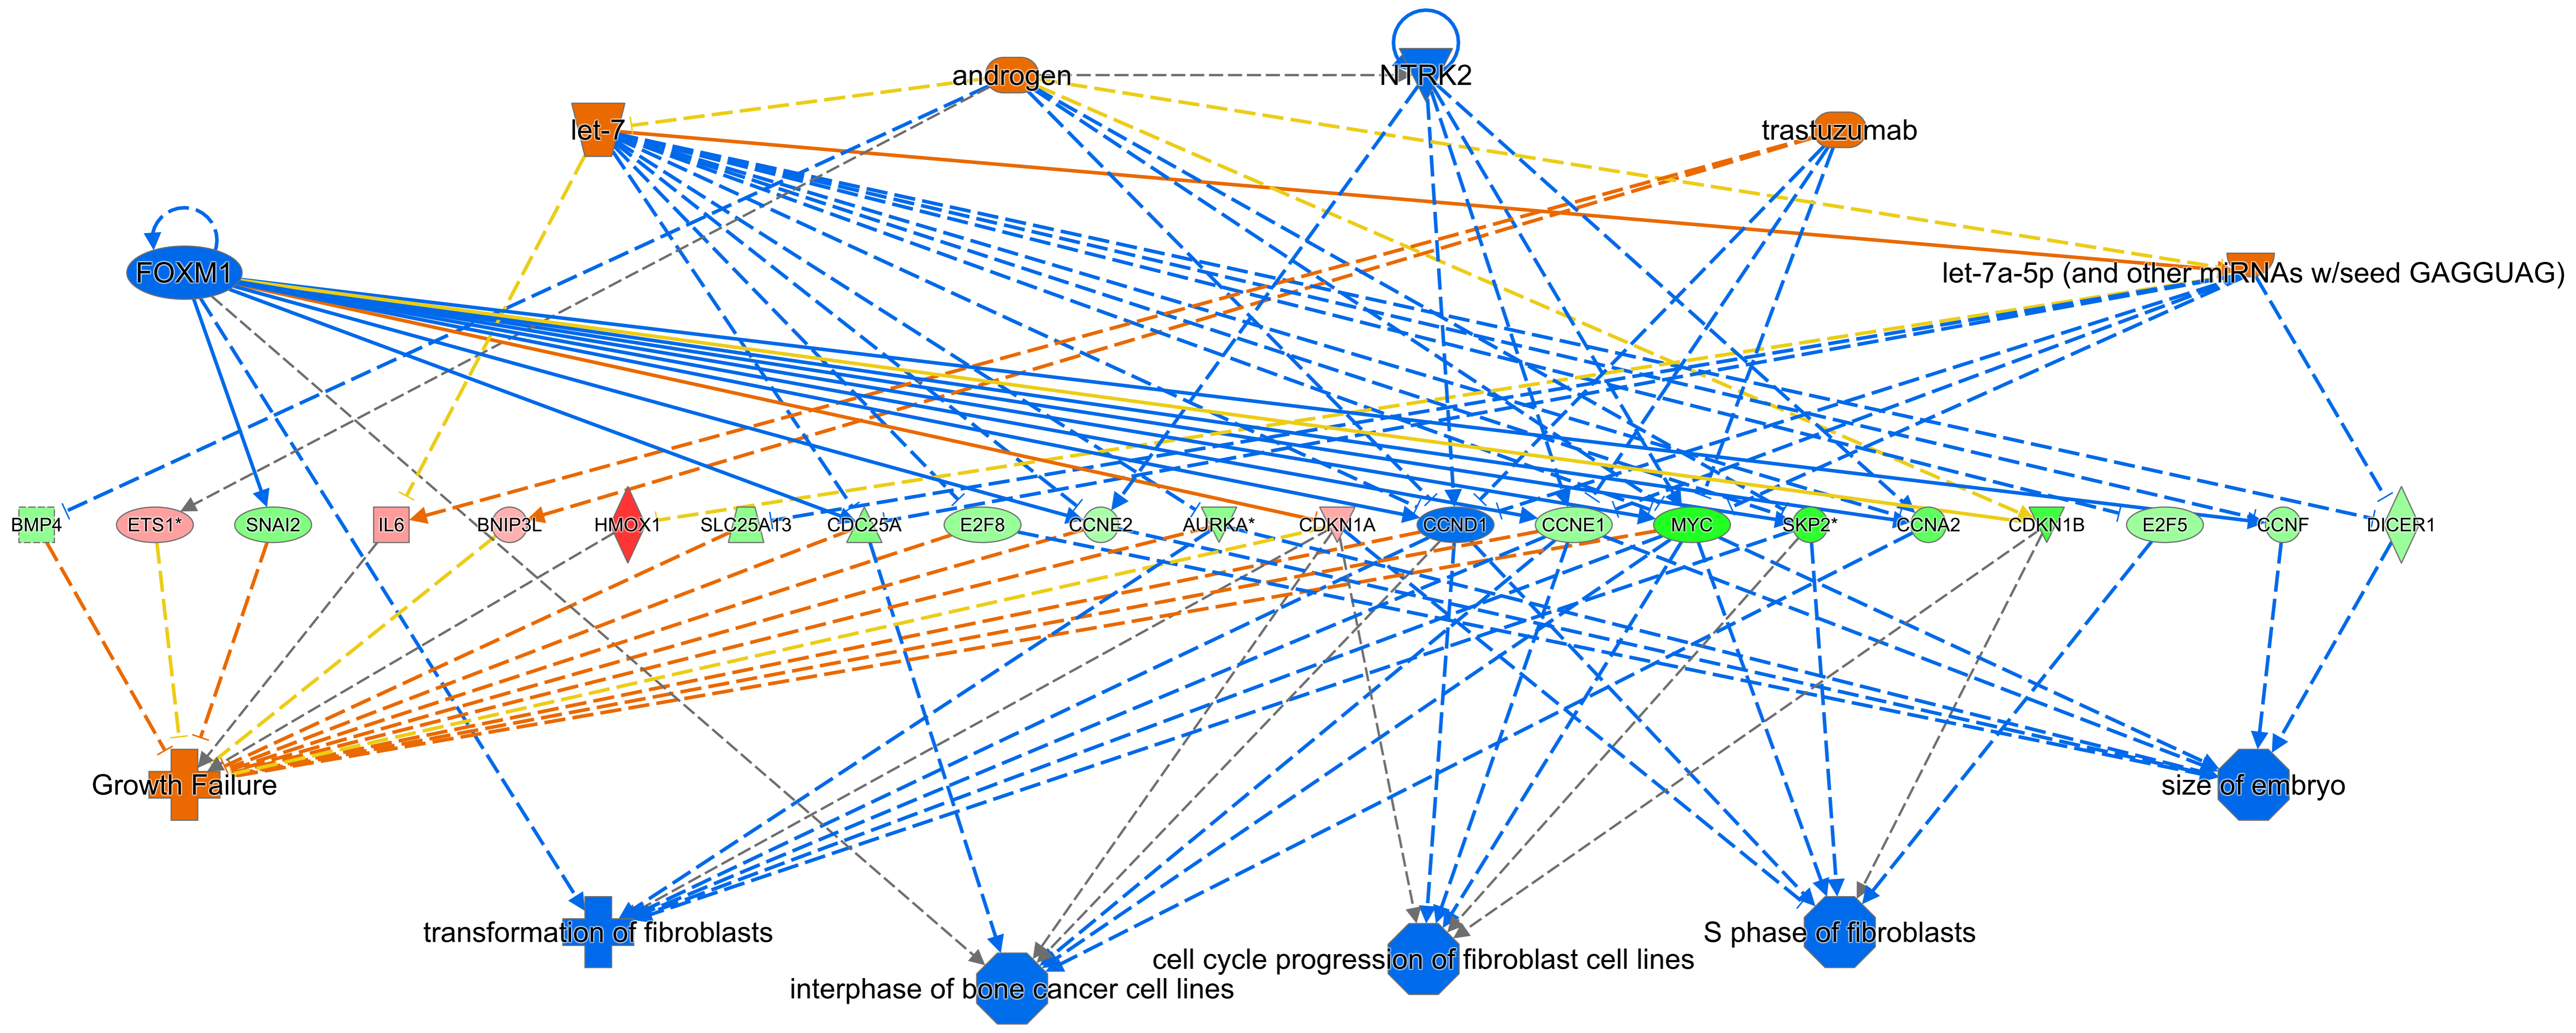 androgen
NTRK2
let-7
trastuzumab
FOXM1
let-7a-5p (and other miRNAs w/seed GAGGUAG)
BMP4
ETS1*
SNAI2
IL6
BNIP3L
HMOX1
SLC25A13
CDC25A
E2F8
CCNE2
AURKA*
CDKN1A
CCND1
CCNE1
MYC
SKP2*
CCNA2
CDKN1B
E2F5
CCNF
DICER1
Growth Failure
size of embryo
transformation of fibroblasts
S phase of fibroblasts
cell cycle progression of fibroblast cell lines
interphase of bone cancer cell lines